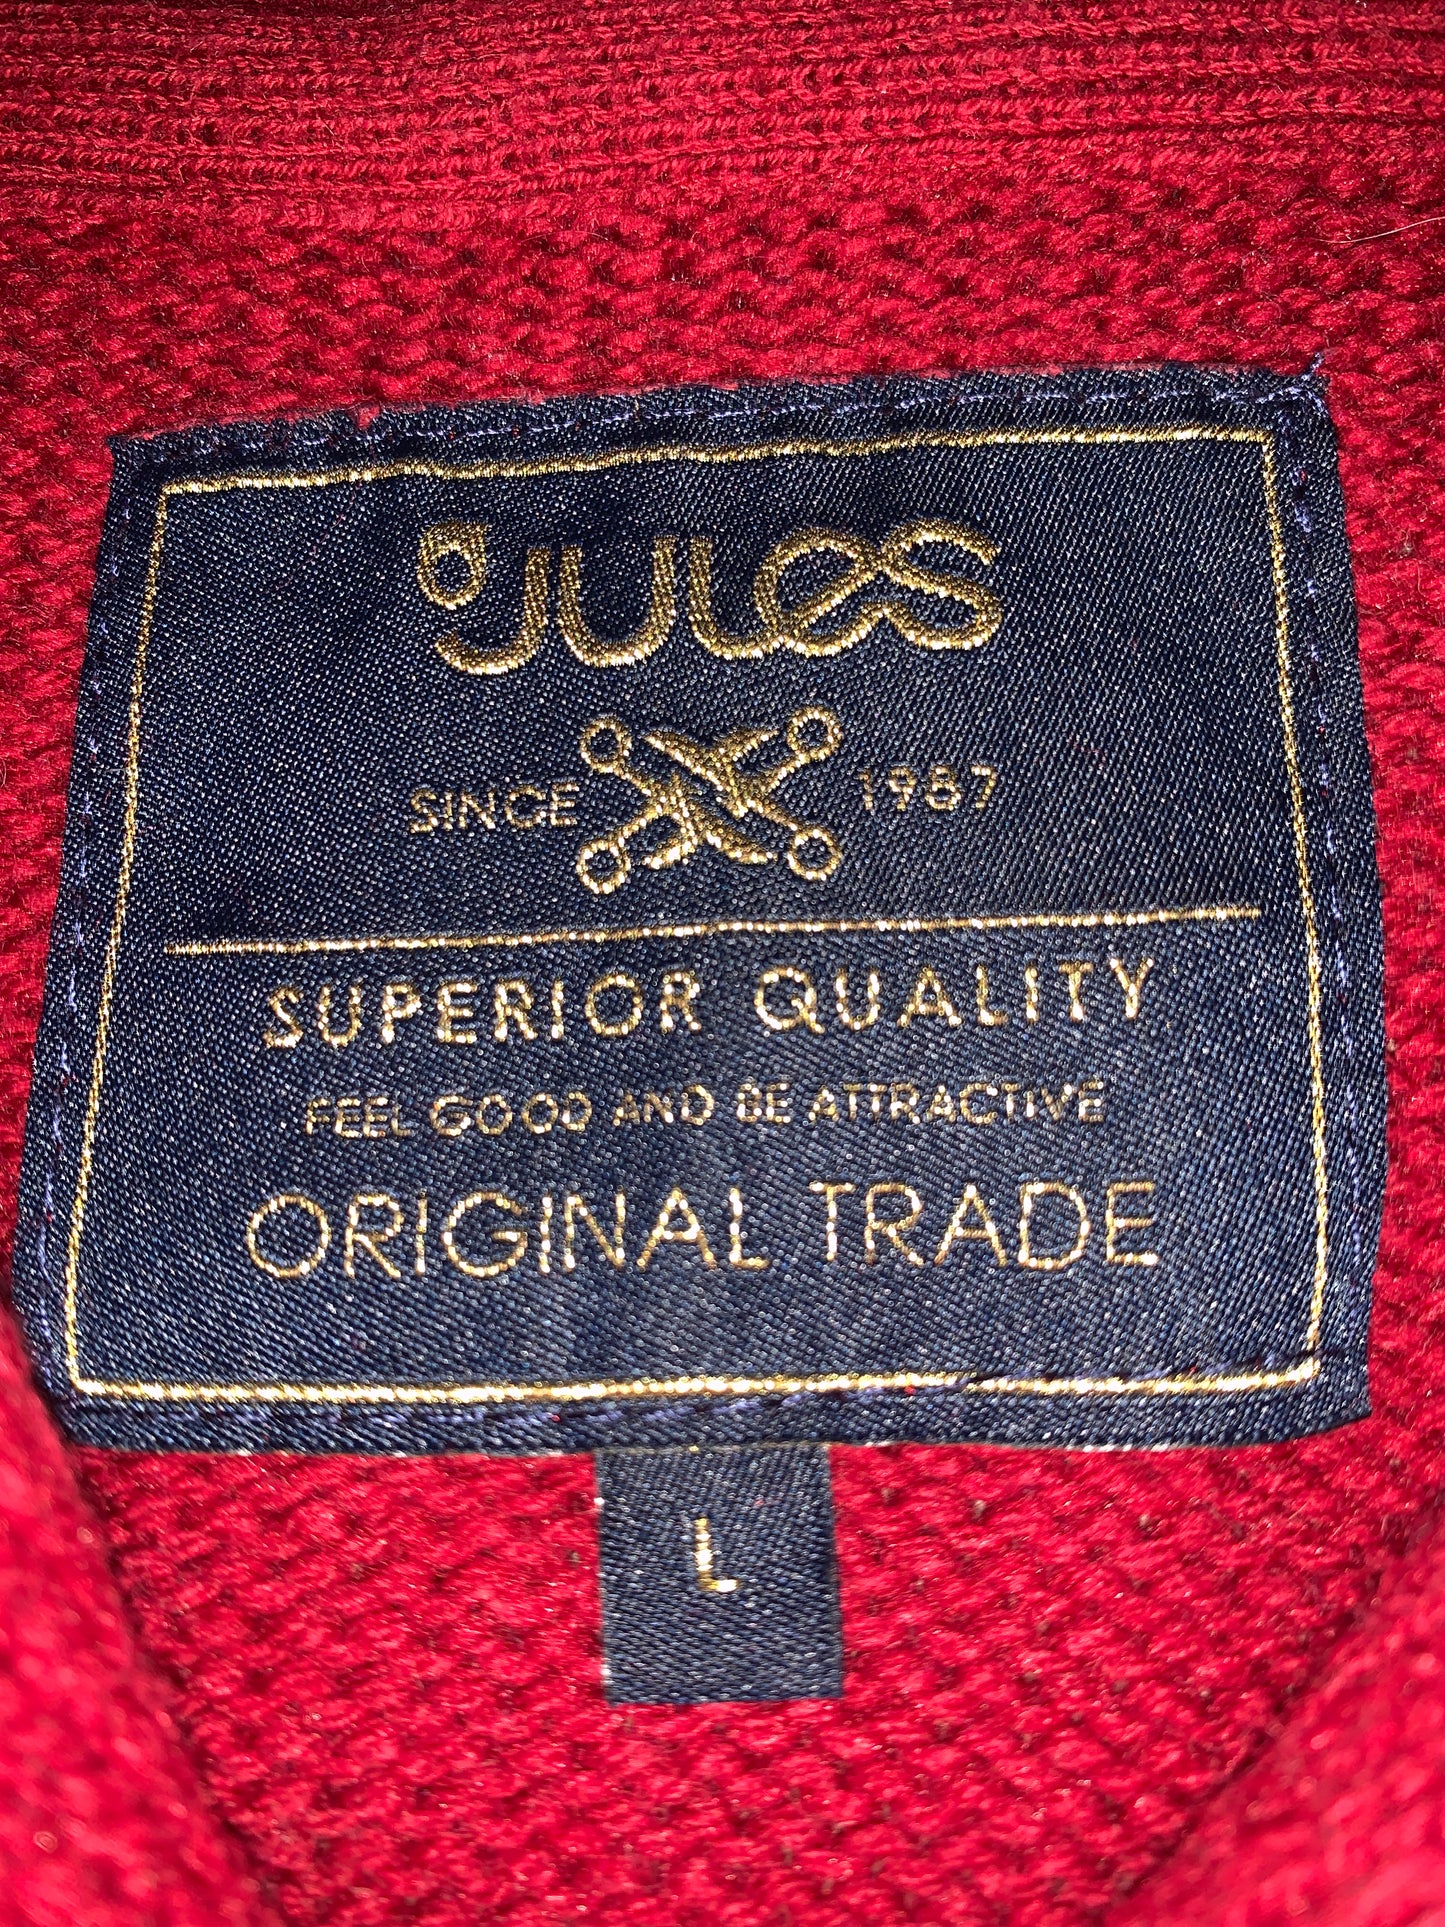 Jules
SINCE 1987
SUPERIOR QUALITY
FEEL GOOD AND BE ATTRACTIVE
ORIGINAL TRADE
L